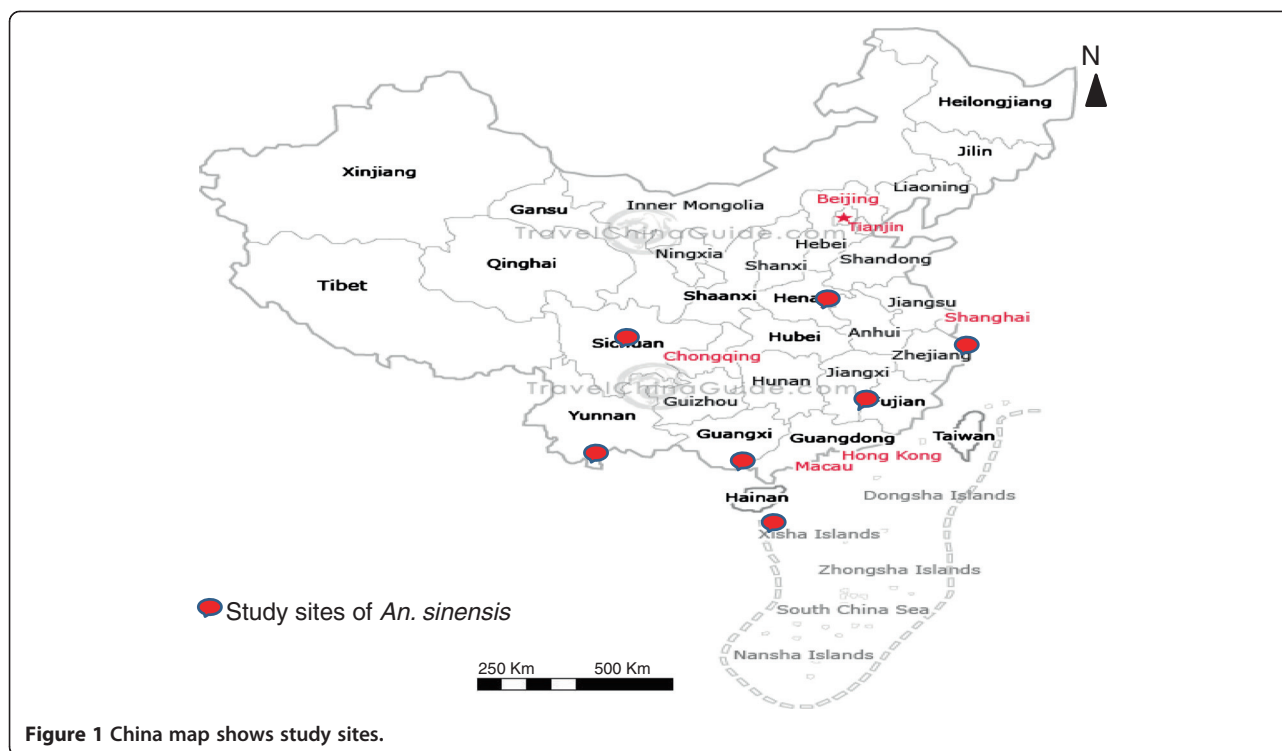 N
Heilongjiang
Jilin
Liaoning
Xinjiang
Beijing
Inner Mongolia
Gansu
Tianjin
TravelChinaGuide.com
Hebei
Ningxia
Shanxi
Shandong
Qinghai
Tibet
Shaanxi
Hena
Jiangsu
Shanghai
Anhui
Hubei
Sichuan
Chongqing
Zhejiang
Jiangxi
Hunan
TravelChinaGuide.com
Guizhou
ujian
Yunnan
Guangxi
Guangdong
Taiwan
Hong Kong
Macau
Hainan
Dongsha Islands
Xisha Islands
Zhongsha Islands
Study sites of An. sinensis
South China Sea
Nansha Islands
250 Km 500 Km
Figure 1 China map shows study sites.